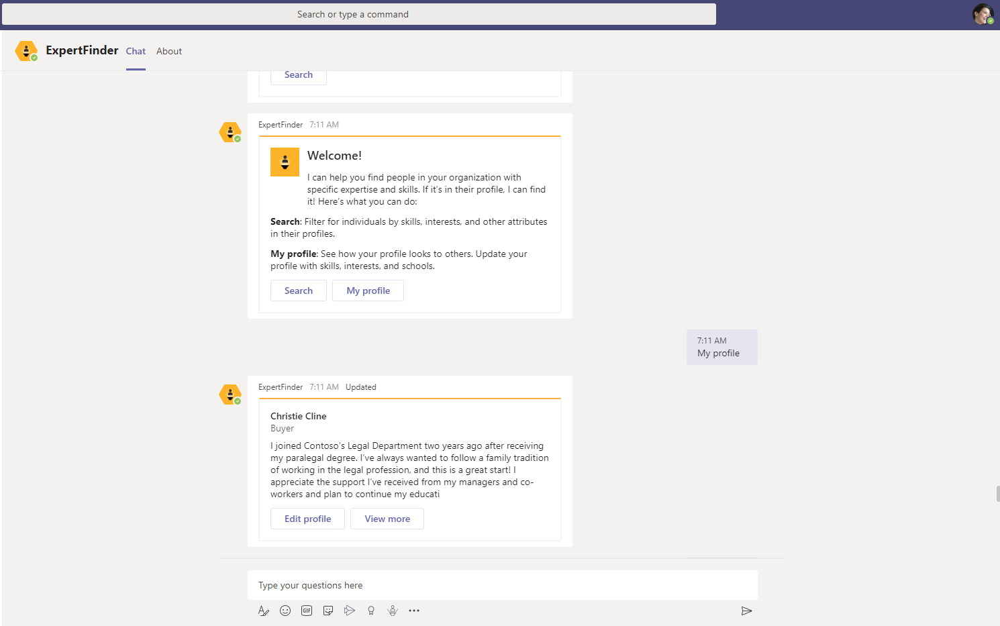 Search or type a command
ExpertFinder Chat About
Search
ExpertFinder 7:11 AM
Welcome!
I can help you find people in your organization with
specific expertise and skills. If it's in their profile, I can find
it! Here's what you can do:
Search: Filter for individuals by skills, interests, and other attributes
in their profiles.
My profile: See how your profile looks to others. Update your
profile with skills, interests, and schools.
Search My profile
7:11 AM
My profile
ExpertFinder 7:11 AM Updated
Christie Cline
Buyer
I joined Contoso's Legal Department two years ago after receiving
my paralegal degree. I've always wanted to follow a family tradition
of working in the legal profession, and this is a great start! I
appreciate the support I've received from my managers and co-
workers and plan to continue my educati
Edit profile View more
Type your questions here
GIF